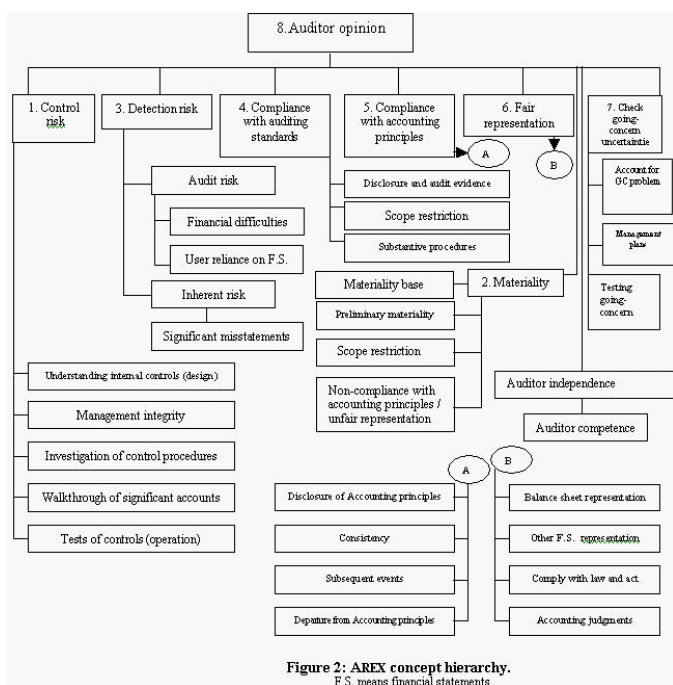 8.Auditor opinion
1. Control
risk
3. Detection risk
4. Compliance
with auditing
standards
5. Compliance
with accounting
principles
6. Fair
representation
7. Check
going-
concern
uncertaintie
A
B
Account for
GC problem
Management
plans
Testing
going-
concern
Audit risk
Financial difficulties
User reliance on F.S.
Inherent risk
Significant misstatements
Disclosure and audit evidence
Scope restriction
Substantive procedures
2. Materiality
Materiality base
Preliminary materiality
Scope restriction
Non-compliance with
accounting principles /
unfair representation
Auditor independence
Auditor competence
Understanding internal controls (design)
Management integrity
Investigation of control procedures
Walkthrough of significant accounts
Tests of controls (operation)
A
B
Disclosure of Accounting principles
Consistency
Subsequent events
Departure from Accounting principles
Balance sheet representation
Other F.S. representation
Comply with law and act
Accounting judgments
Figure 2: AREX concept hierarchy.
F.S. means financial statements